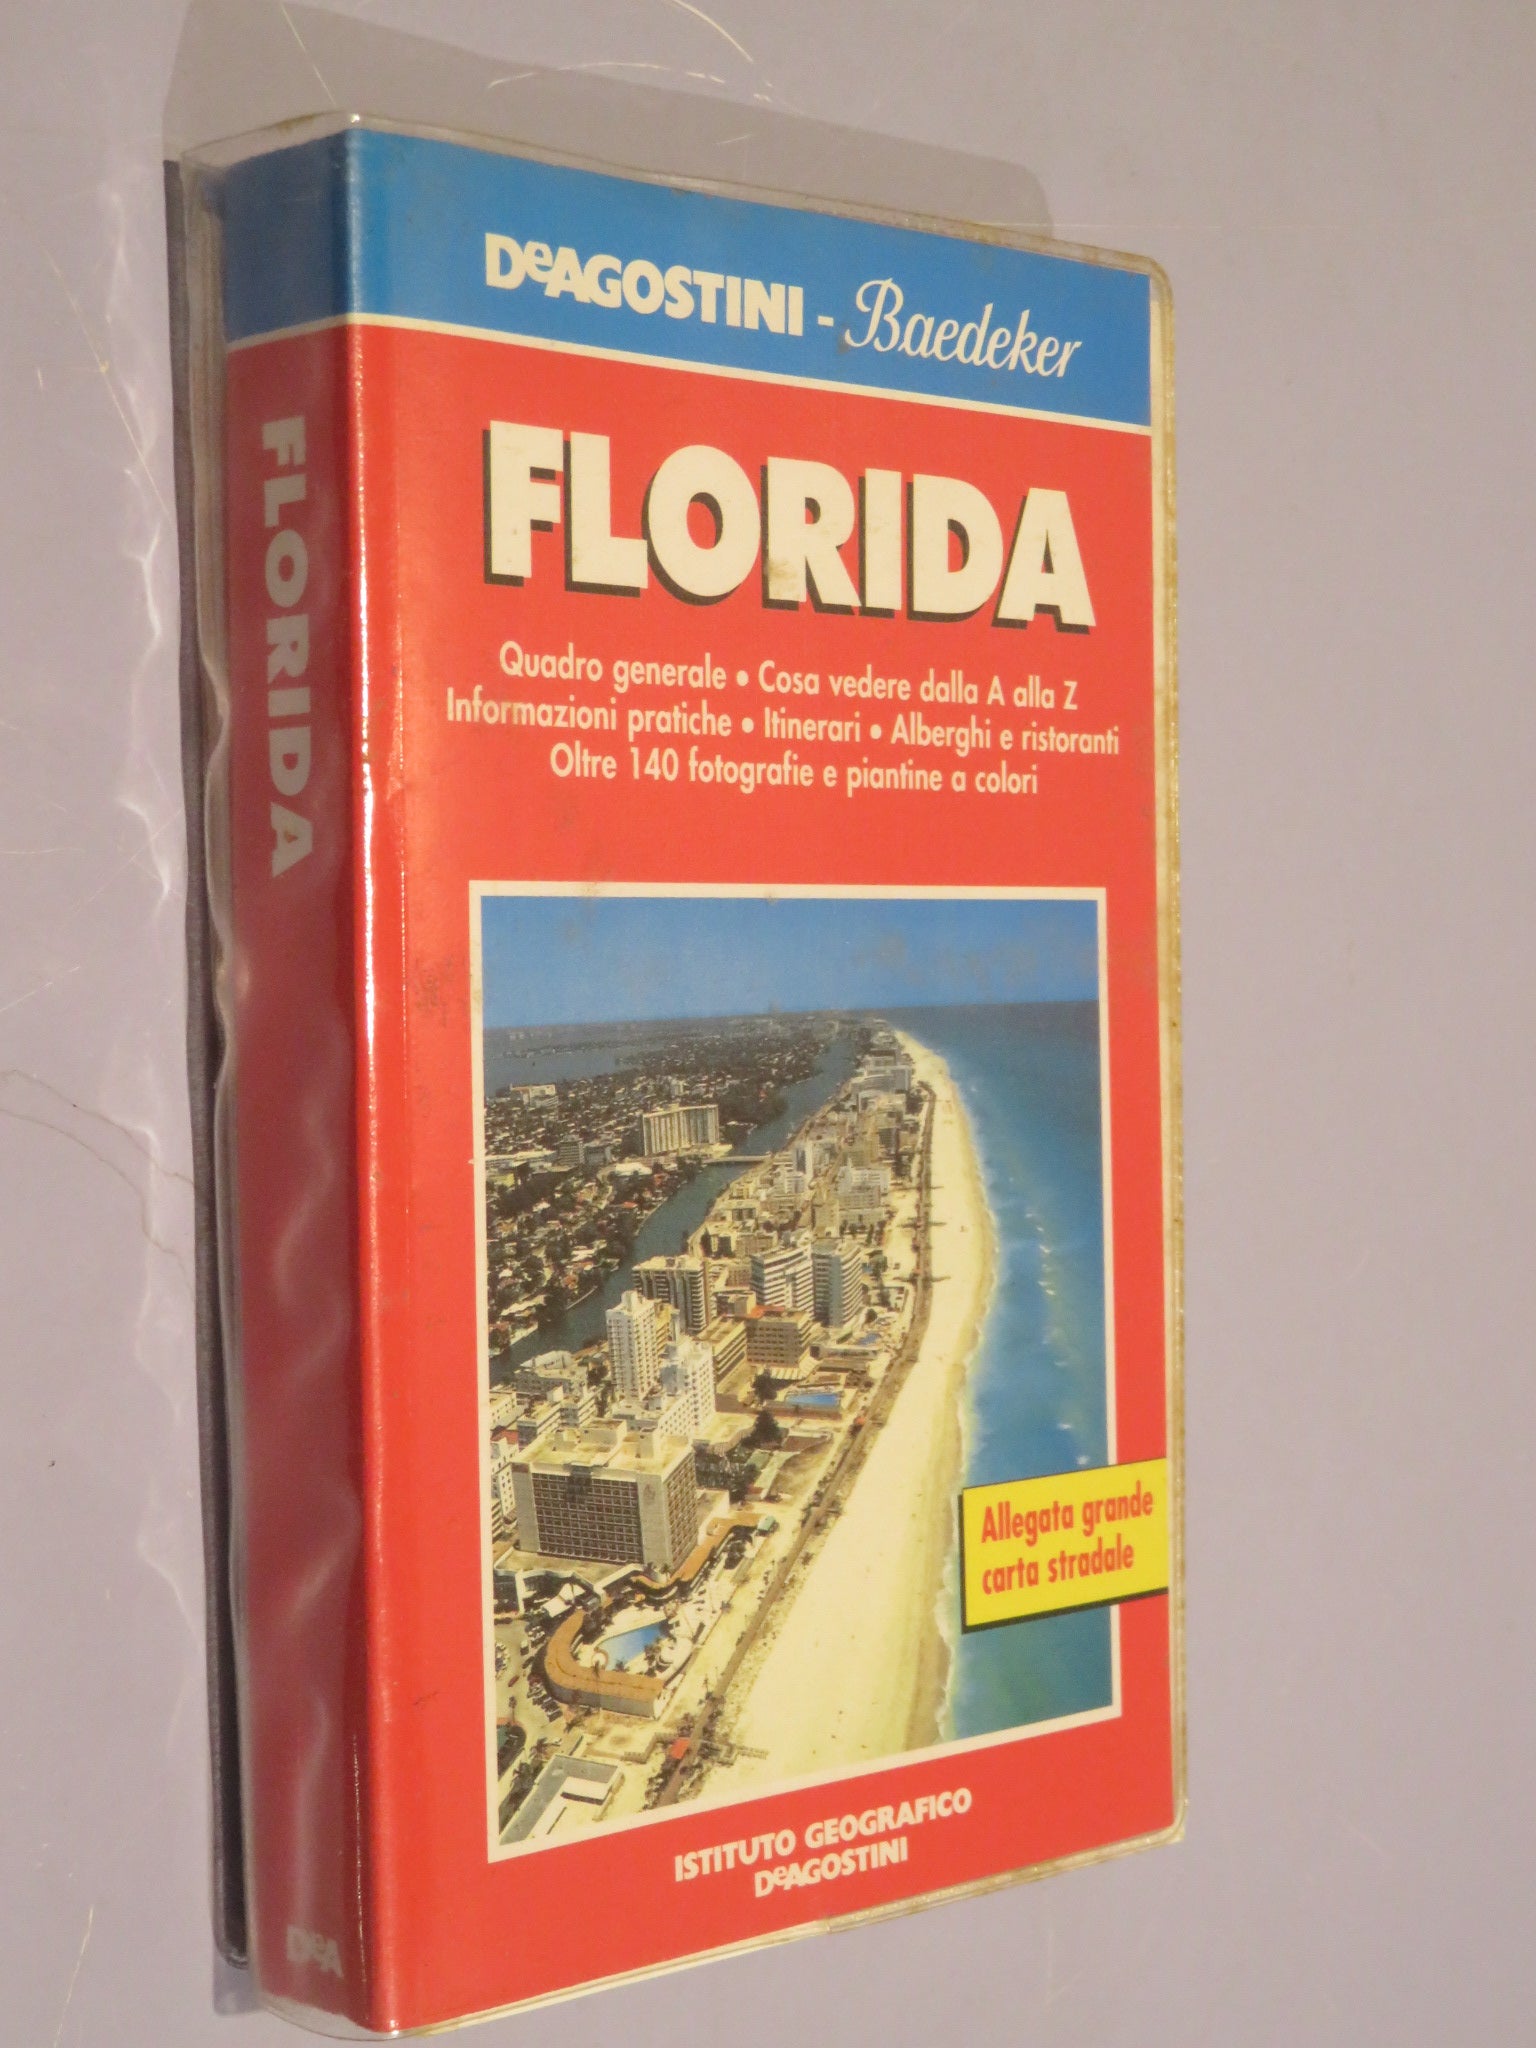 DeAGOSTINI - Baedeker
FLORIDA
Quadro generale • Cosa vedere dalla A alla Z
Informazioni pratiche • Itinerari • Alberghi e ristoranti
Oltre 140 fotografie e piantine a colori
Allegata grande
carta stradale
ISTITUTO GEOGRAFICO
DeAGOSTINI
FLORIDA
DeA